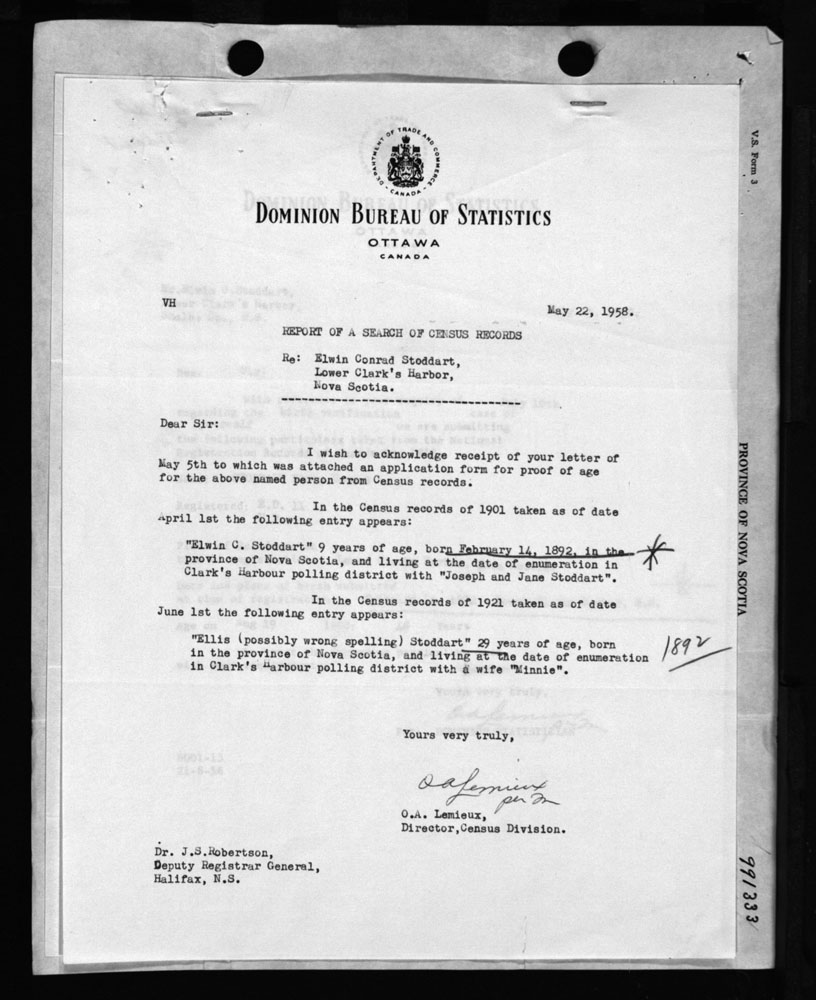 DEPARTMENT OF TRADE AND COMMERCE
CANADA
DOMINION BUREAU OF STATISTICS
OTTAWA
CANADA
VH
May 22, 1958.
REPORT OF A SEARCH OF CENSUS RECORDS
Re: Elwin Conrad Stoddart,
Lower Clark's Harbor,
Nova Scotia.
Dear Sir:
I wish to acknowledge receipt of your letter of
May 5th to which was attached an application form for proof of age
for the above named person from Census records.
In the Census records of 1901 taken as of date
April 1st the following entry appears:
"Elwin C. Stoddart" 9 years of age, born February 14, 1892, in the
province of Nova Scotia, and living at the date of enumeration in
Clark's Harbour polling district with "Joseph and Jane Stoddart".
In the Census records of 1921 taken as of date
June 1st the following entry appears:
"Ellis (possibly wrong spelling) Stoddart" 29 years of age, born
in the province of Nova Scotia, and living at the date of enumeration
in Clark's Harbour polling district with a wife "Minnie".
1892
Yours very truly,
O A Lemieux
per
O.A. Lemieux,
Director,Census Division.
Dr. J.S.Robertson,
Deputy Registrar General,
Halifax, N.S.
V.S. Form 3
PROVINCE OF NOVA SCOTIA
991333